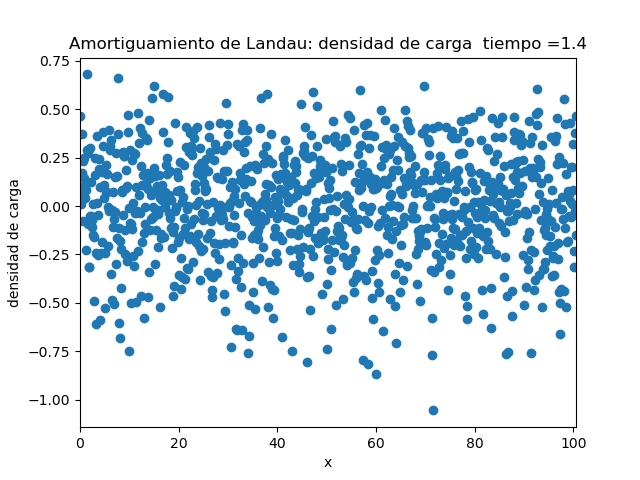 Amortiguamiento de Landau: densidad de carga  tiempo =1.4
densidad de carga
0.75
0.50
0.25
0.00
−0.25
−0.50
−0.75
−1.00
0 20 40 60 80 100
x